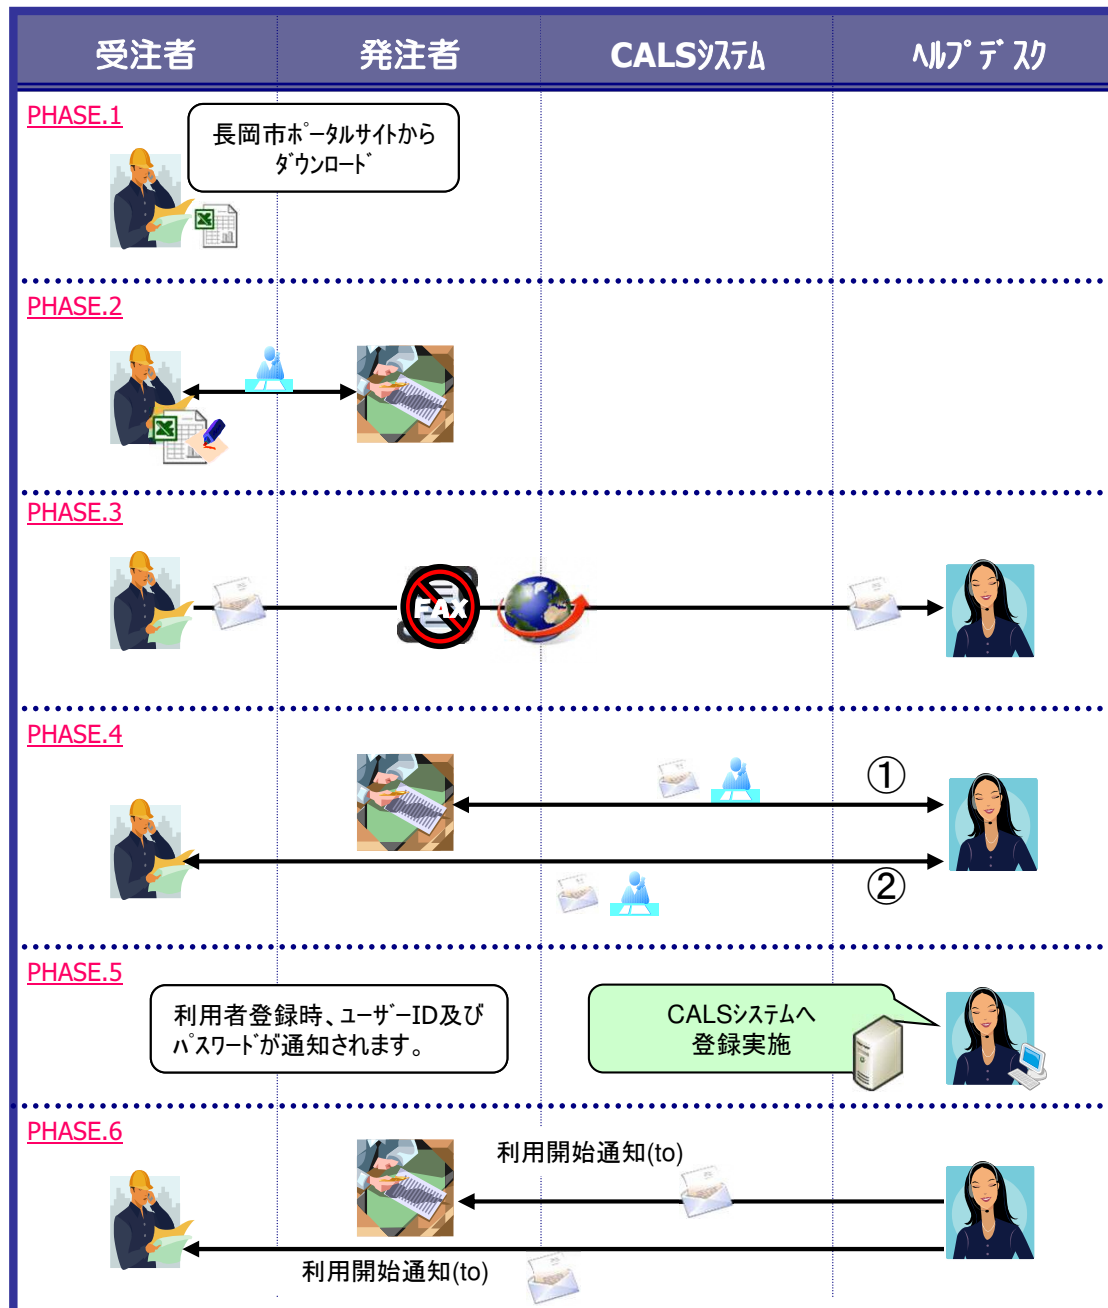 受注者
発注者
CALSｼｽﾃﾑ
ﾍﾙﾌﾟﾃﾞｽｸ
PHASE.1
長岡市ﾎﾟｰﾀﾙｻｲﾄから
ﾀﾞｳﾝﾛｰﾄﾞ
PHASE.2
PHASE.3
FAX
PHASE.4
①
②
PHASE.5
利用者登録時、ﾕｰｻﾞｰID及び
ﾊﾟｽﾜｰﾄﾞが通知されます。
CALSｼｽﾃﾑへ
登録実施
PHASE.6
利用開始通知(to)
利用開始通知(to)